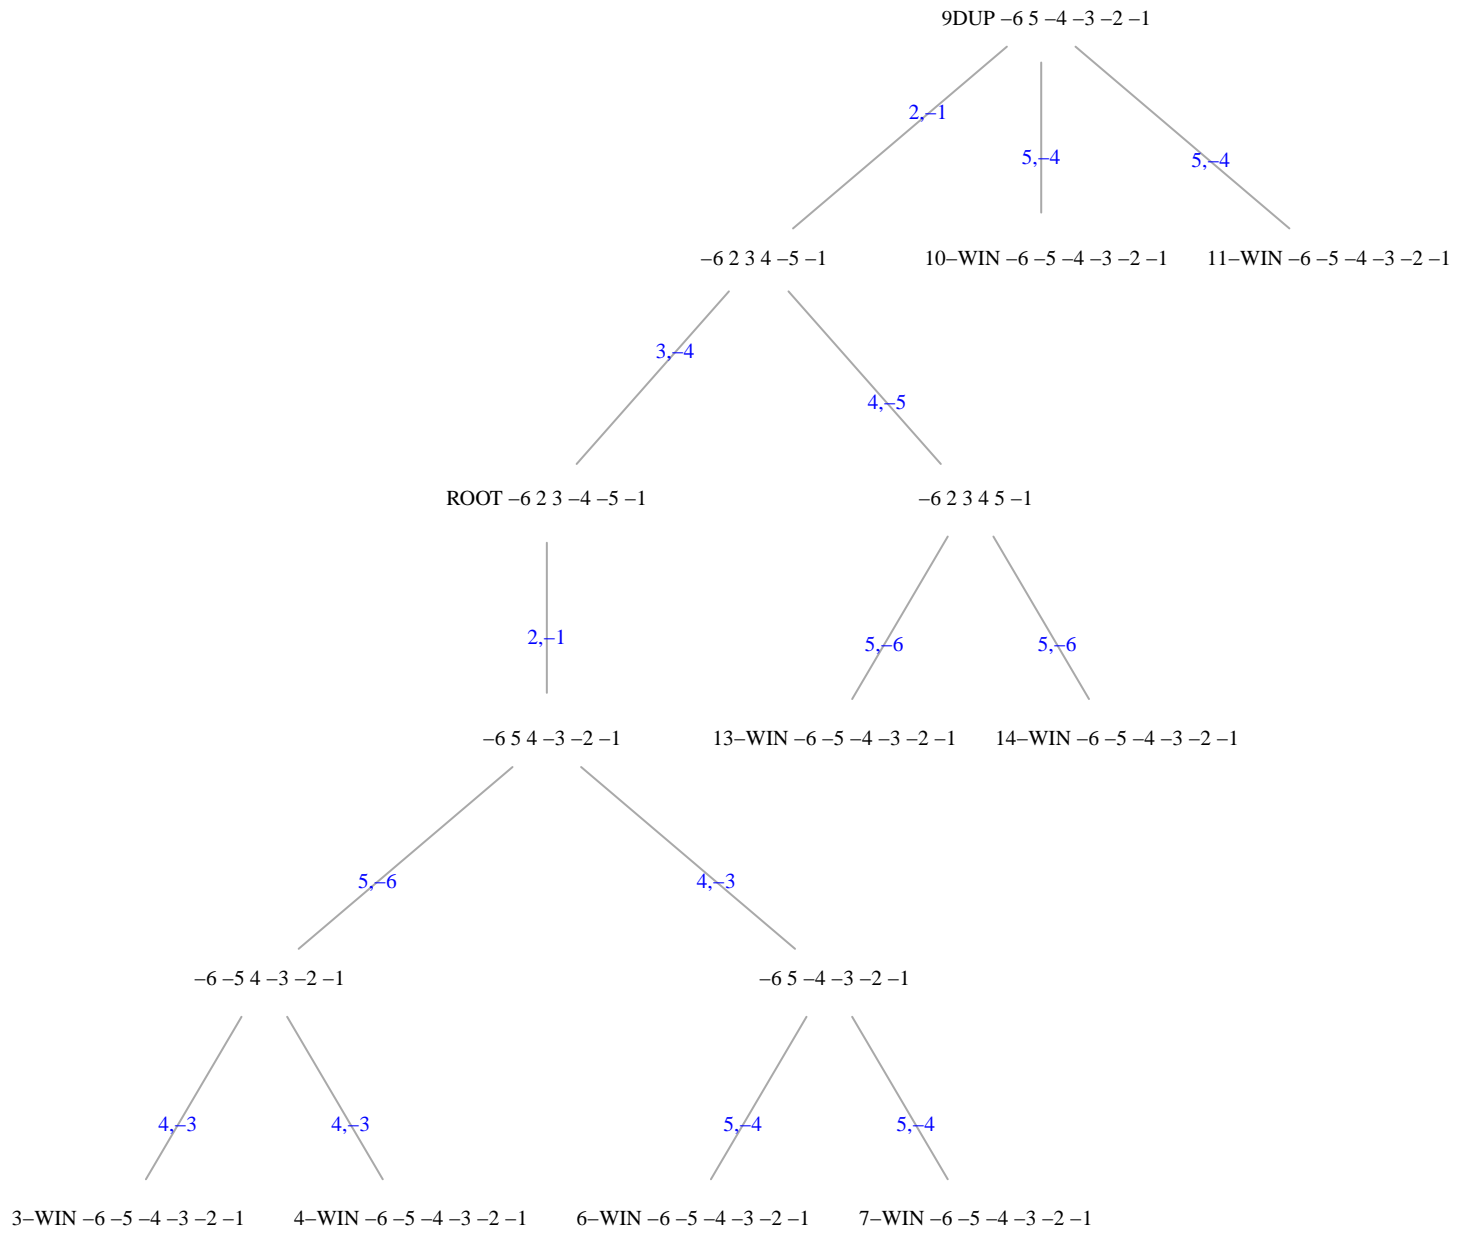 9DUP –6 5 –4 –3 –2 –1
2,–1
5,–4
5,–4
–6 2 3 4 –5 –1
10–WIN –6 –5 –4 –3 –2 –1
11–WIN –6 –5 –4 –3 –2 –1
3,–4
4,–5
ROOT –6 2 3 –4 –5 –1
–6 2 3 4 5 –1
2,–1
5,–6
5,–6
–6 5 4 –3 –2 –1
13–WIN –6 –5 –4 –3 –2 –1
14–WIN –6 –5 –4 –3 –2 –1
5,–6
4,–3
–6 –5 4 –3 –2 –1
–6 5 –4 –3 –2 –1
4,–3
4,–3
5,–4
5,–4
3–WIN –6 –5 –4 –3 –2 –1
4–WIN –6 –5 –4 –3 –2 –1
6–WIN –6 –5 –4 –3 –2 –1
7–WIN –6 –5 –4 –3 –2 –1